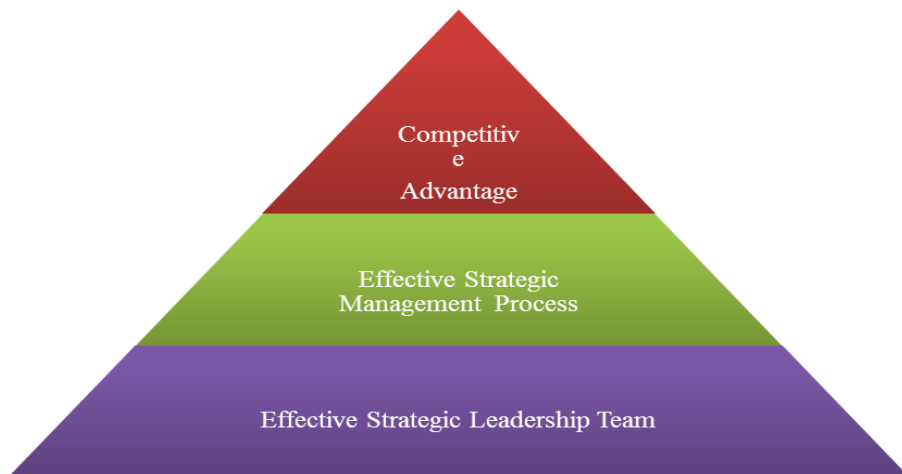 Competitiv
e
Advantage
Effective Strategic
Management Process
Effective Strategic Leadership Team